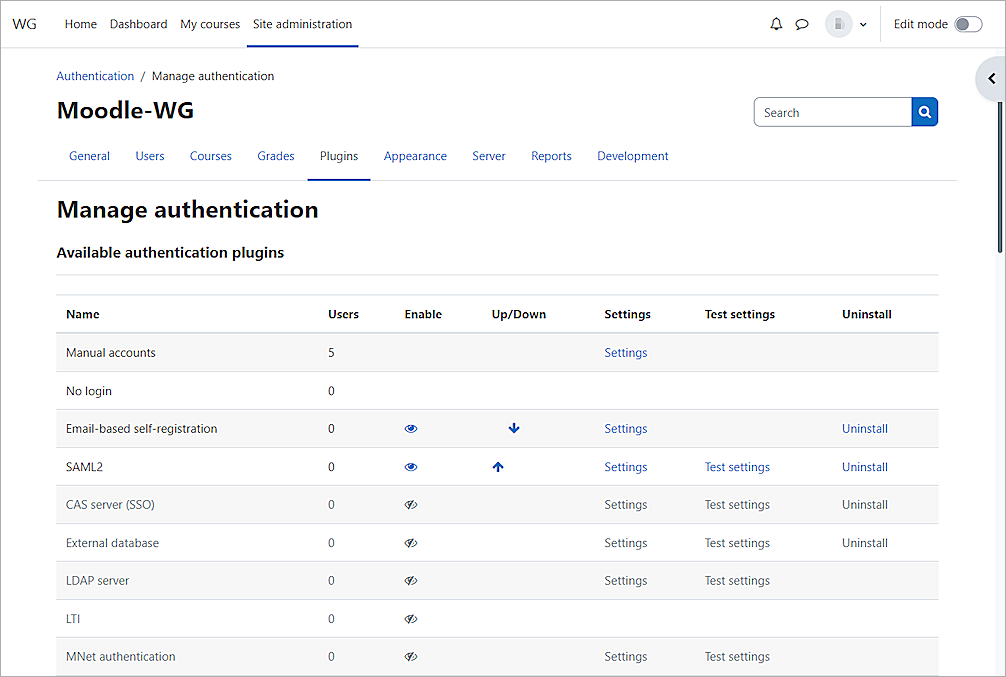 WG Home Dashboard My courses Site administration Edit mode
Authentication / Manage authentication
Moodle-WG
Search
General Users Courses Grades Plugins Appearance Server Reports Development
Manage authentication
Available authentication plugins
Name Users Enable Up/Down Settings Test settings Uninstall
Manual accounts 5 Settings
No login 0
Email-based self-registration 0 Settings Uninstall
SAML2 0 Settings Test settings Uninstall
CAS server (SSO) 0 Settings Test settings Uninstall
External database 0 Settings Test settings Uninstall
LDAP server 0 Settings Test settings
LTI 0
MNet authentication 0 Settings Test settings